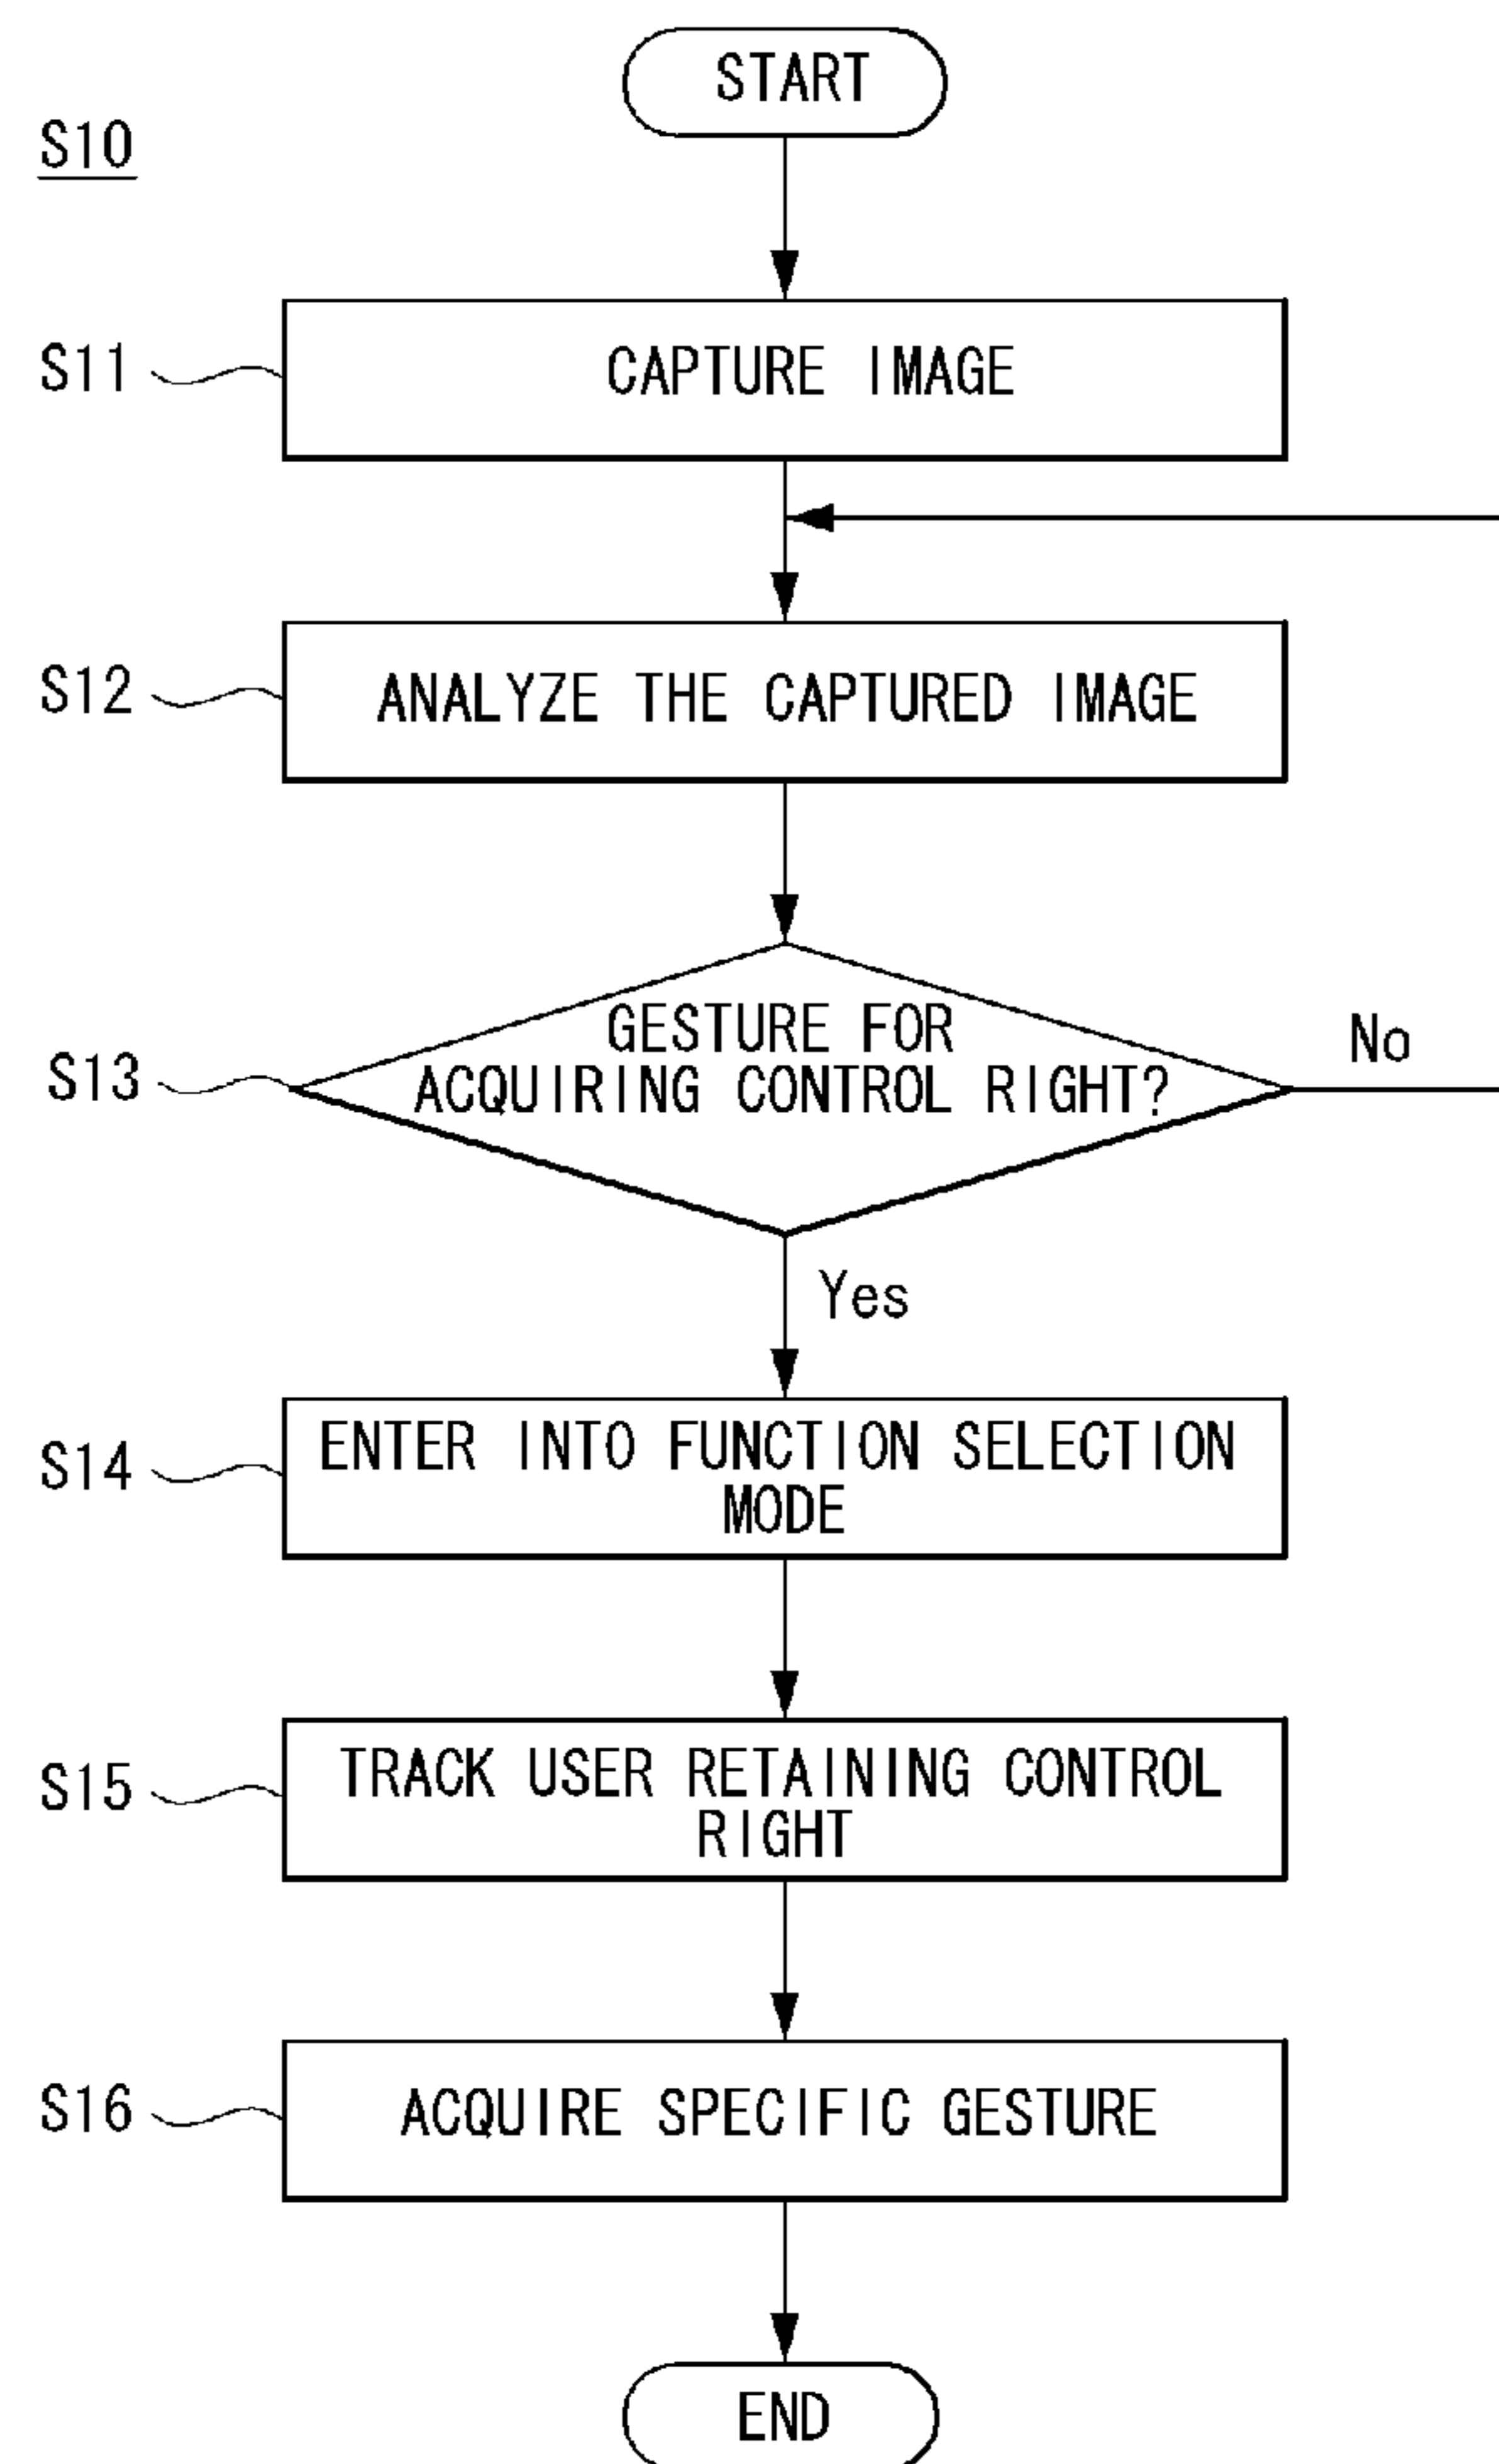 START
S10
S11
CAPTURE IMAGE
S12
ANALYZE THE CAPTURED IMAGE
S13
GESTURE FOR
ACQUIRING CONTROL RIGHT?
No
Yes
S14
ENTER INTO FUNCTION SELECTION
MODE
S15
TRACK USER RETAINING CONTROL
RIGHT
S16
ACQUIRE SPECIFIC GESTURE
END